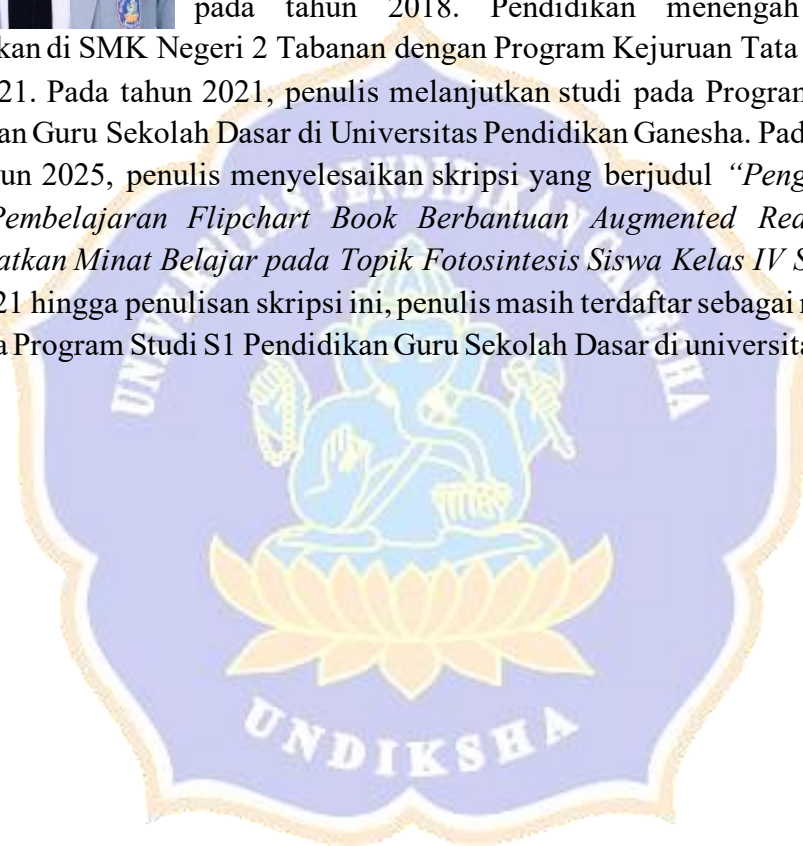 pada tahun 2018. Pendidikan menengah
kan di SMK Negeri 2 Tabanan dengan Program Kejuruan Tata
21. Pada tahun 2021, penulis melanjutkan studi pada Program
an Guru Sekolah Dasar di Universitas Pendidikan Ganesha. Pad
un 2025, penulis menyelesaikan skripsi yang berjudul “Peng
Pembelajaran Flipchart Book Berbantuan Augmented Rea
atkan Minat Belajar pada Topik Fotosintesis Siswa Kelas IV S
21 hingga penulisan skripsi ini, penulis masih terdaftar sebagai
a Program Studi S1 Pendidikan Guru Sekolah Dasar di universita
UNIVERSITAS PENDIDIKAN GANESHA
UNDIKSHA